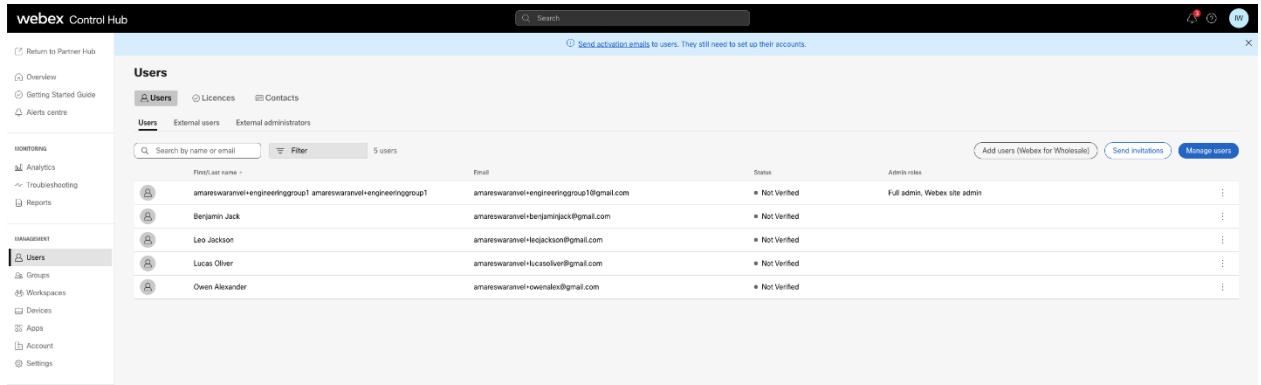 webex Control Hub
Search
3
IW
Return to Partner Hub
Send activation emails to users. They still need to set up their accounts.
Overview
Getting Started Guide
Alerts centre
MONITORING
Analytics
Troubleshooting
Reports
MANAGEMENT
Users
Groups
Workspaces
Devices
Apps
Account
Settings
Users
Users Licences Contacts
Users External users External administrators
Search by name or email Filter 5 users Add users (Webex for Wholesale) Send invitations Manage users
First/Last name Email Status Admin roles
amareswaranvel+engineeringgroup1 amareswaranvel+engineeringgroup1 amareswaranvel+engineeringgroup1@gmail.com Not Verified Full admin, Webex site admin
Benjamin Jack amareswaranvel+benjaminjack@gmail.com Not Verified
Leo Jackson amareswaranvel+leojackson@gmail.com Not Verified
Lucas Oliver amareswaranvel+lucasoliver@gmail.com Not Verified
Owen Alexander amareswaranvel+owenalex@gmail.com Not Verified